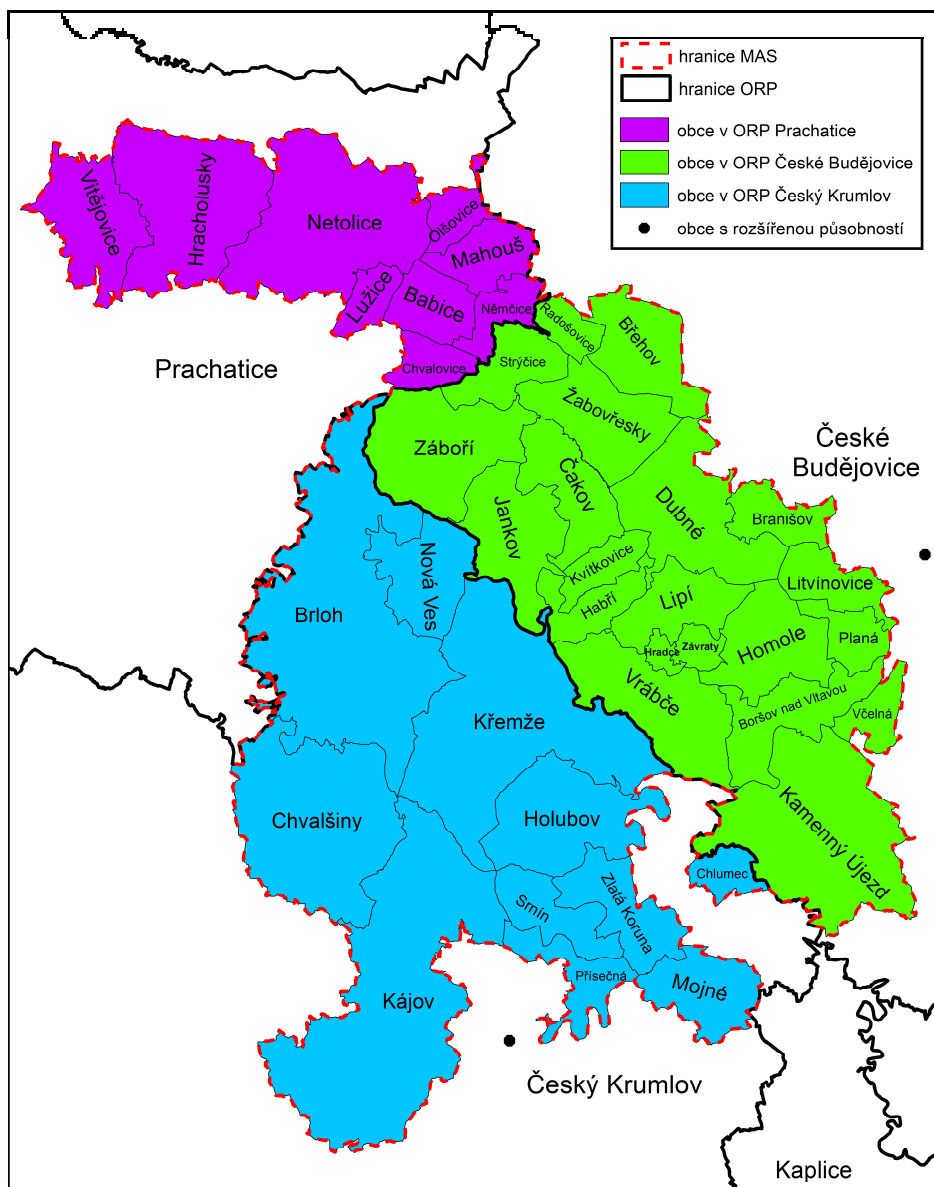 hranice MAS
hranice ORP
obce v ORP Prachatice
obce v ORP České Budějovice
obce v ORP Český Krumlov
obce s rozšířenou působností
Vitějovice
Hracholusky
Netolice
Olšovice
Mahouš
Lužice
Babice
Němčice
Chvalovice
Prachatice
Radošovice
Břehov
Strýčice
Žabovřesky
Záboří
Čakov
Jankov
Dubné
České
Budějovice
Branišov
Kvítkovice
Habří
Lipí
Litvínovice
Nová Ves
Brloh
Hradce
Závraty
Homole
Planá
Vrábče
Boršov nad Vltavou
Včelná
Křemže
Chvalšiny
Holubov
Kamenný Újezd
Chlumec
Srnín
Zlatá Koruna
Přísečná
Mojné
Kájov
Český Krumlov
Kaplice